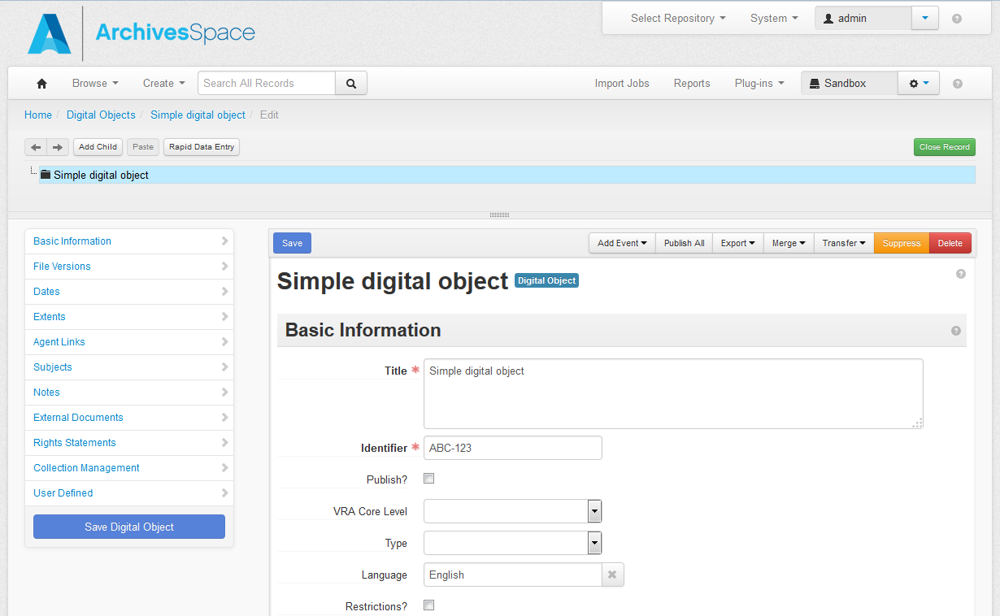 ArchivesSpace
Select Repository System admin ?
Browse Create Search All Records Import Jobs Reports Plug-ins Sandbox ?
Home / Digital Objects / Simple digital object / Edit
Add Child Paste Rapid Data Entry Close Record
Simple digital object
Basic Information
File Versions
Dates
Extents
Agent Links
Subjects
Notes
External Documents
Rights Statements
Collection Management
User Defined
Save Digital Object
Save Add Event Publish All Export Merge Transfer Suppress Delete
Simple digital object Digital Object ?
Basic Information ?
Title * Simple digital object
Identifier * ABC-123
Publish?
VRA Core Level
Type
Language English
Restrictions?